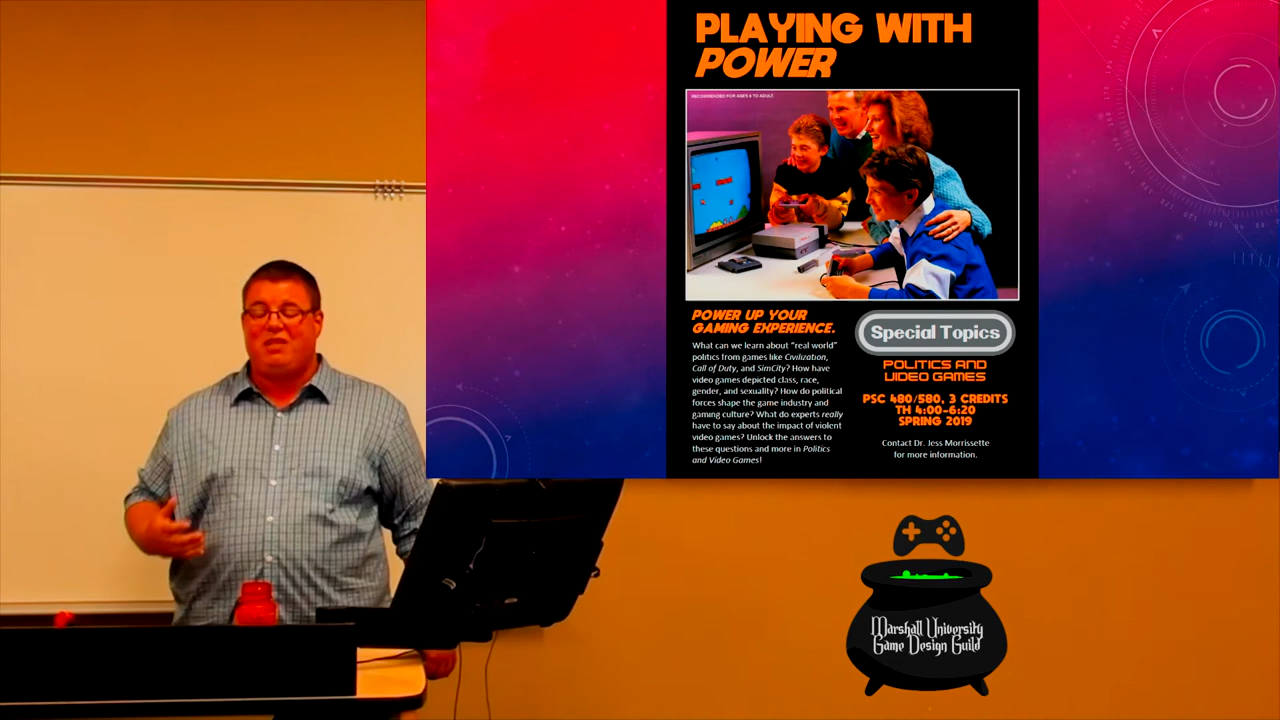 PLAYING WITH
POWER
RECOMMENDED FOR AGES 6 TO ADULT.
POWER UP YOUR
GAMING EXPERIENCE.
What can we learn about “real world”
politics from games like Civilization,
Call of Duty, and SimCity? How have
video games depicted class, race,
gender, and sexuality? How do political
forces shape the game industry and
gaming culture? What do experts really
have to say about the impact of violent
video games? Unlock the answers to
these questions and more in Politics
and Video Games!
Special Topics
POLITICS AND
VIDEO GAMES
PSC 480/580, 3 CREDITS
TH 4:00-6:20
SPRING 2019
Contact Dr. Jess Morrissette
for more information.
Marshall University
Game Design Guild